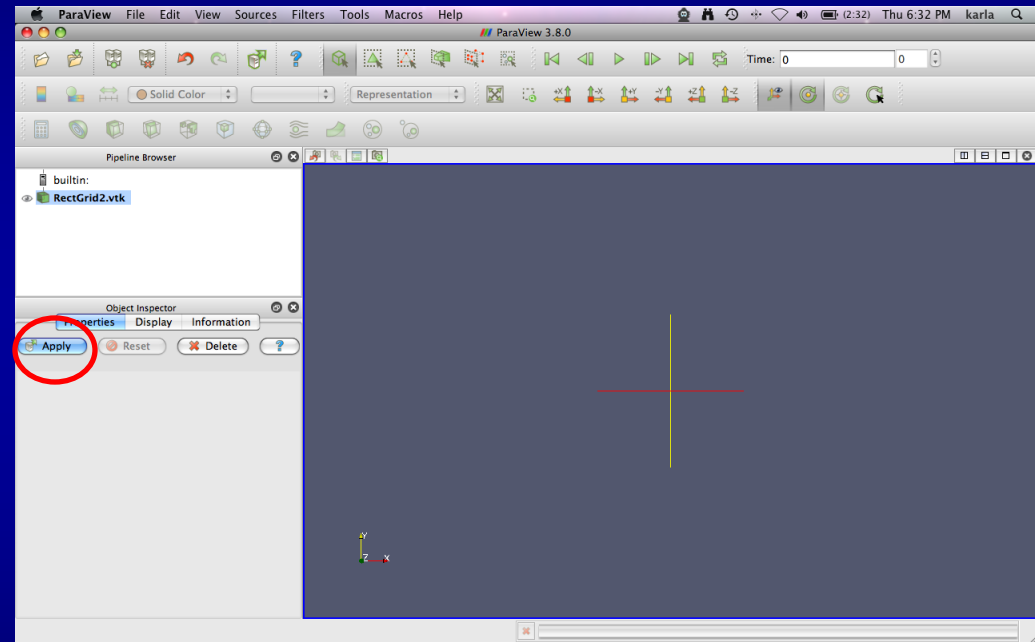 ParaView File Edit View Sources Filters Tools Macros Help (2:32) Thu 6:32 PM karla
ParaView 3.8.0
? Time: 0 0
Solid Color Representation +X -X +Y -Y +Z -Z
Pipeline Browser
builtin:
RectGrid2.vtk
Object Inspector
Properties Display Information
Apply Reset Delete ?
Y
Z X